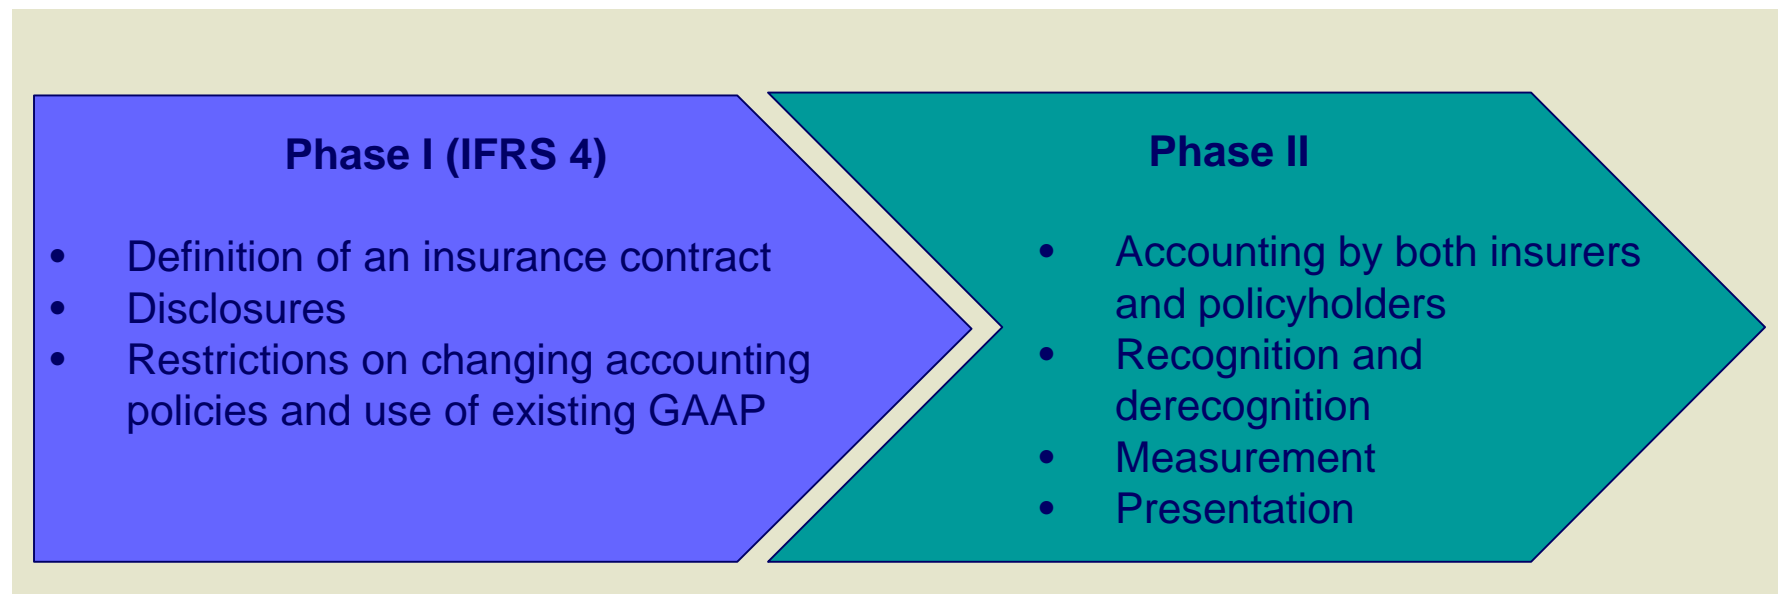 Phase I (IFRS 4)
• Definition of an insurance contract
• Disclosures
• Restrictions on changing accounting
policies and use of existing GAAP
Phase II
• Accounting by both insurers
and policyholders
• Recognition and
derecognition
• Measurement
• Presentation